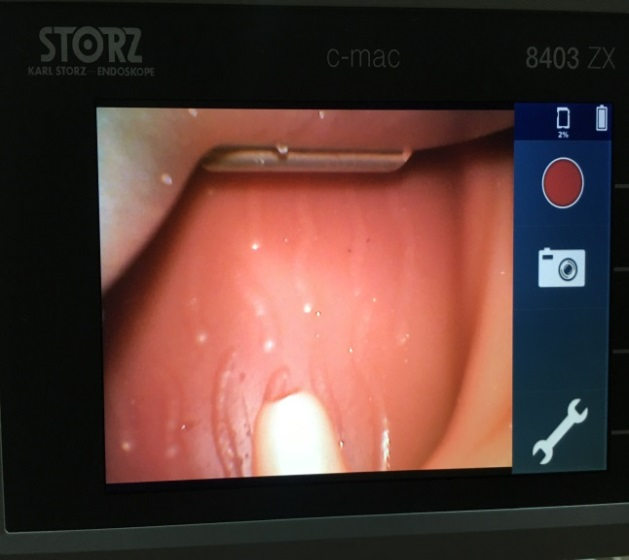 STORZ
KARL STORZ – ENDOSKOPE
c-mac
8403 ZX
2%